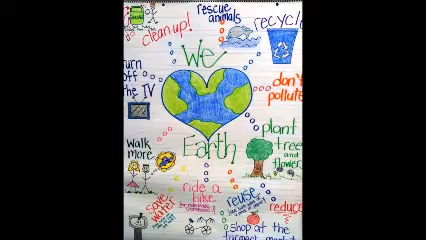 rescue
animals
recycle
clean up!
We
turn
off
the TV
don't
pollute
plant
trees
and
flowers
Earth
walk
more
ride a
bike
reuse
reduce
save
water
shop at the
farmers market